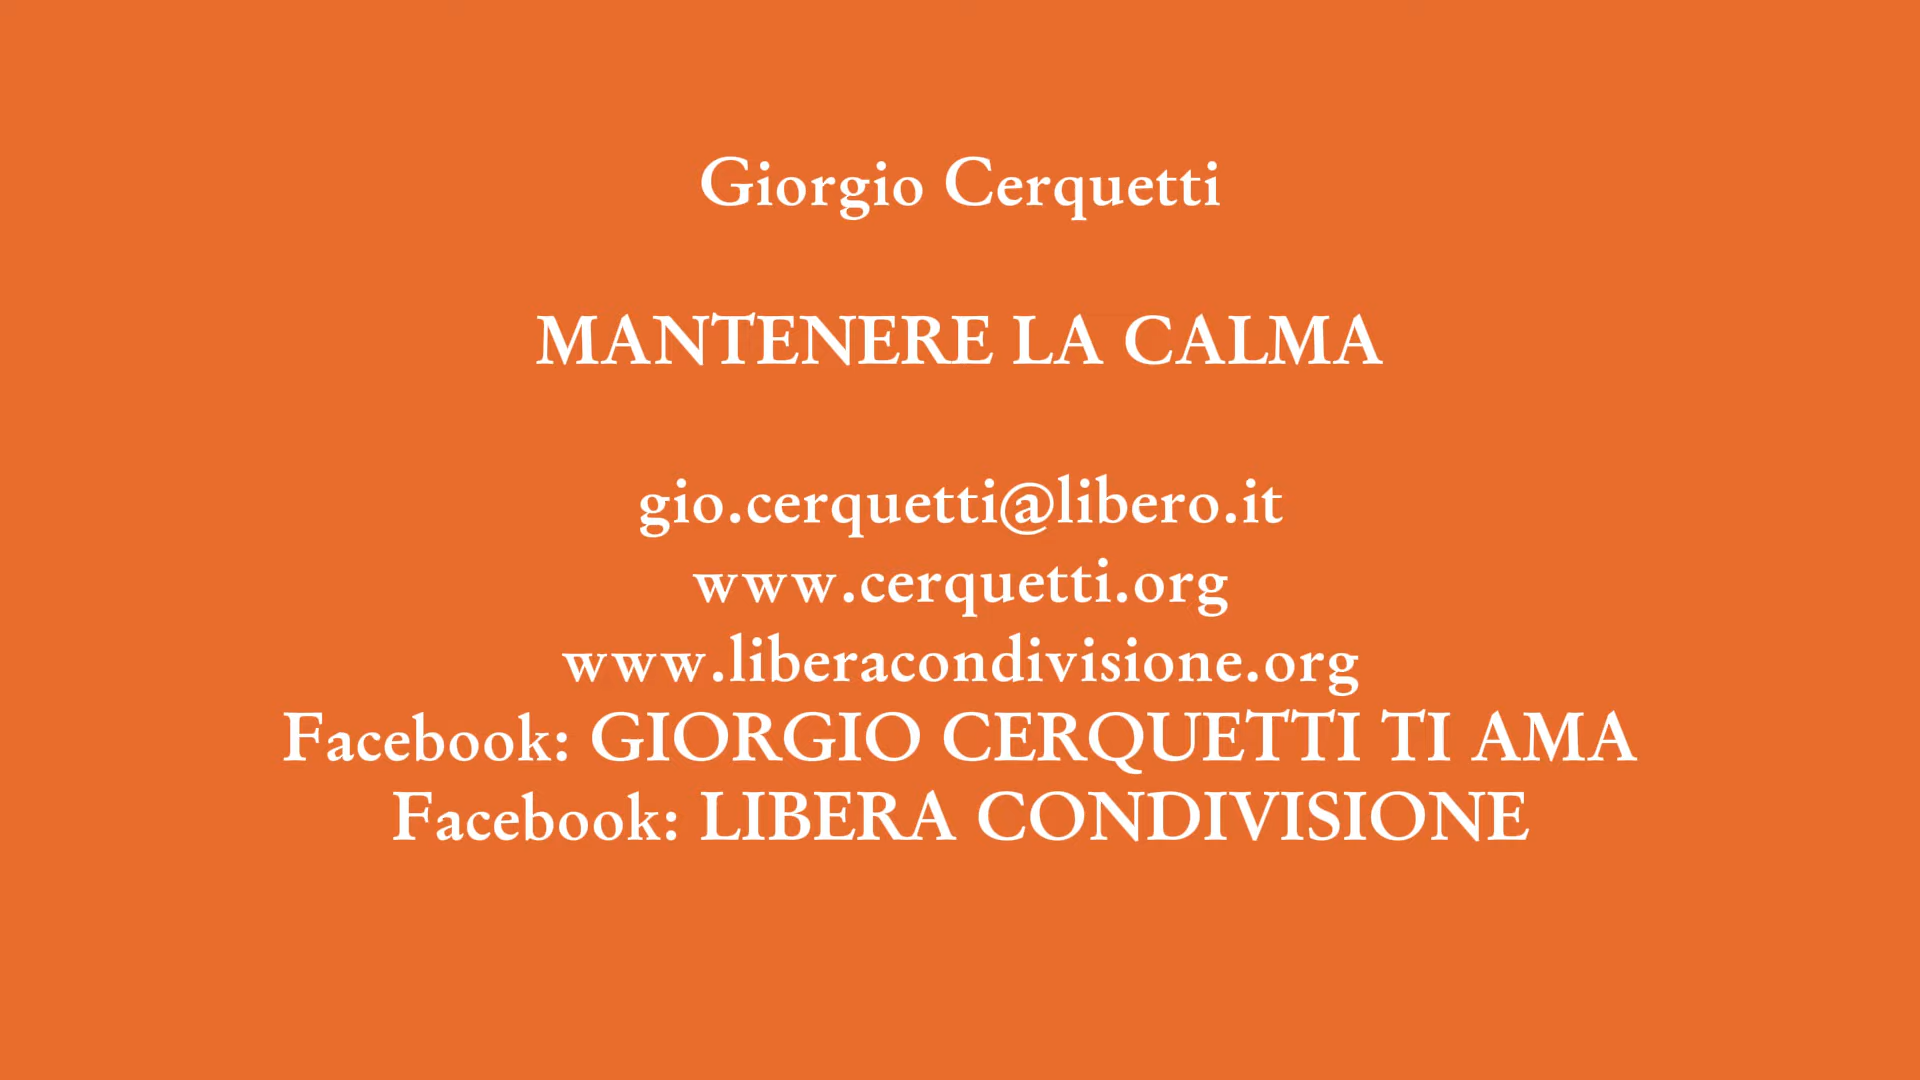 Giorgio Cerquetti
MANTENERE LA CALMA
gio.cerquetti@libero.it
www.cerquetti.org
www.liberacondivisione.org
Facebook: GIORGIO CERQUETTI TI AMA
Facebook: LIBERA CONDIVISIONE